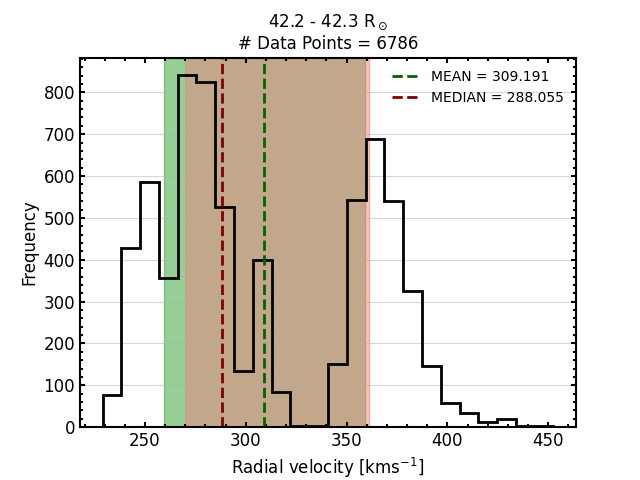 42.2 - 42.3 R⊙
# Data Points = 6786
MEAN = 309.191
MEDIAN = 288.055
800
700
600
500
400
300
200
100
0
Frequency
250 300 350 400 450
Radial velocity [kms⁻¹]